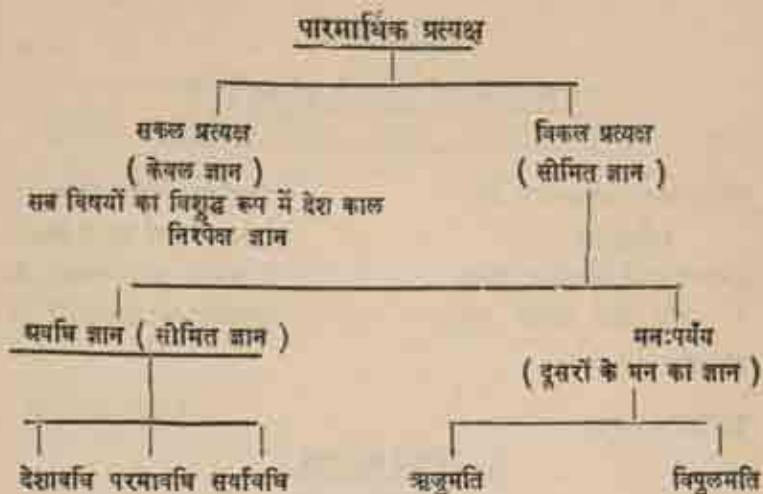 पारमार्थिक प्रत्यक्ष
सकल प्रत्यक्ष विकल प्रत्यक्ष
( केवल ज्ञान ) ( सीमित ज्ञान )
सब विषयों का विशुद्ध रूप में देश काल
निरपेक्ष ज्ञान
अवधि ज्ञान ( सीमित ज्ञान ) मनःपर्यय
( दूसरों के मन का ज्ञान )
देशावधि परमावधि सर्वावधि ऋजुमति विपुलमति